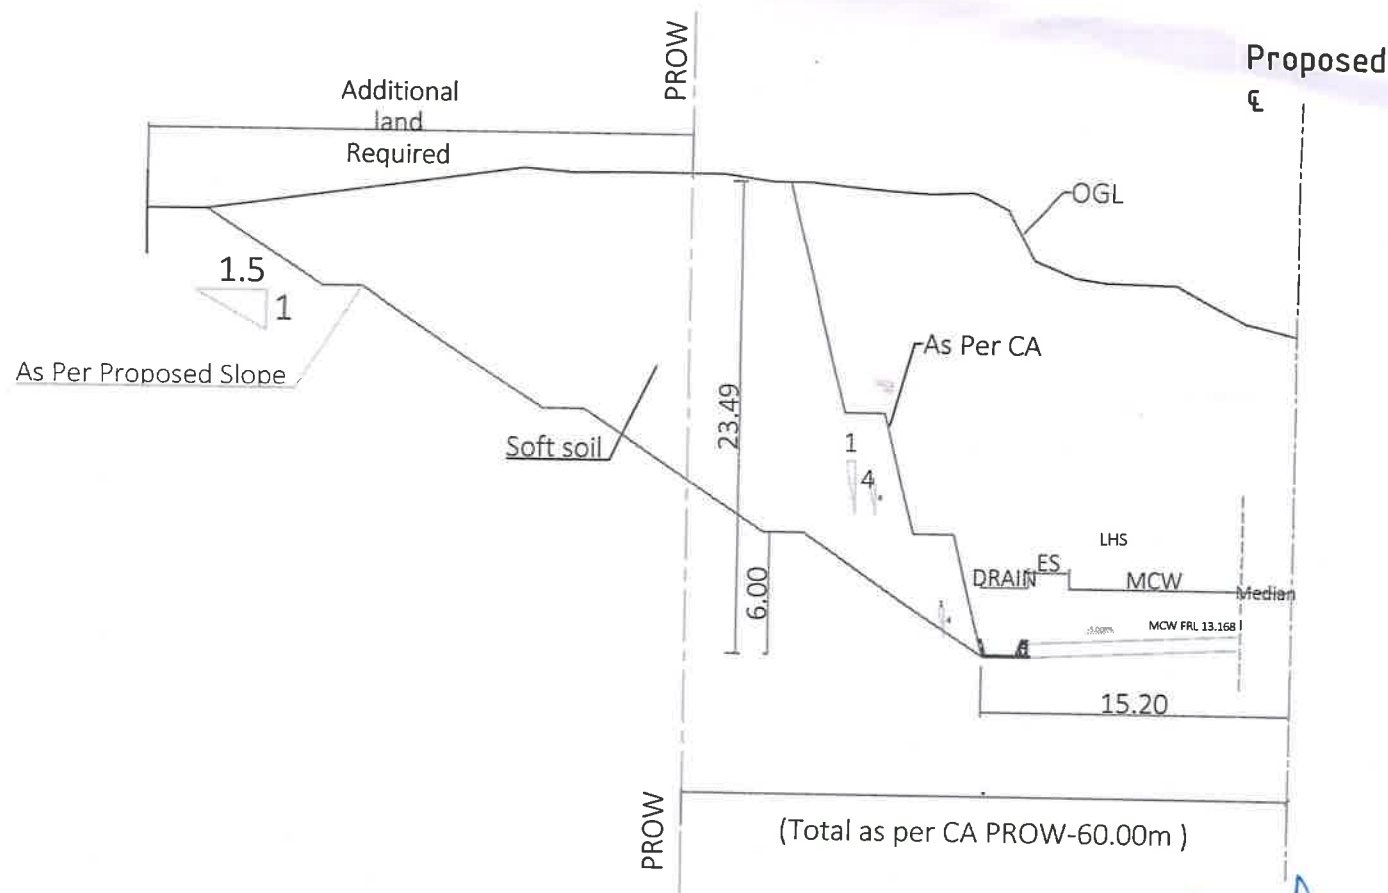 Proposed
℄
PROW
Additional
land
Required
OGL
1.5
1
As Per Proposed Slope
As Per CA
Soft soil
23.49
1
4
6.00
LHS
DRAIN
ES
MCW
Median
MCW FRL 13.168
15.20
PROW
(Total as per CA PROW-60.00m )